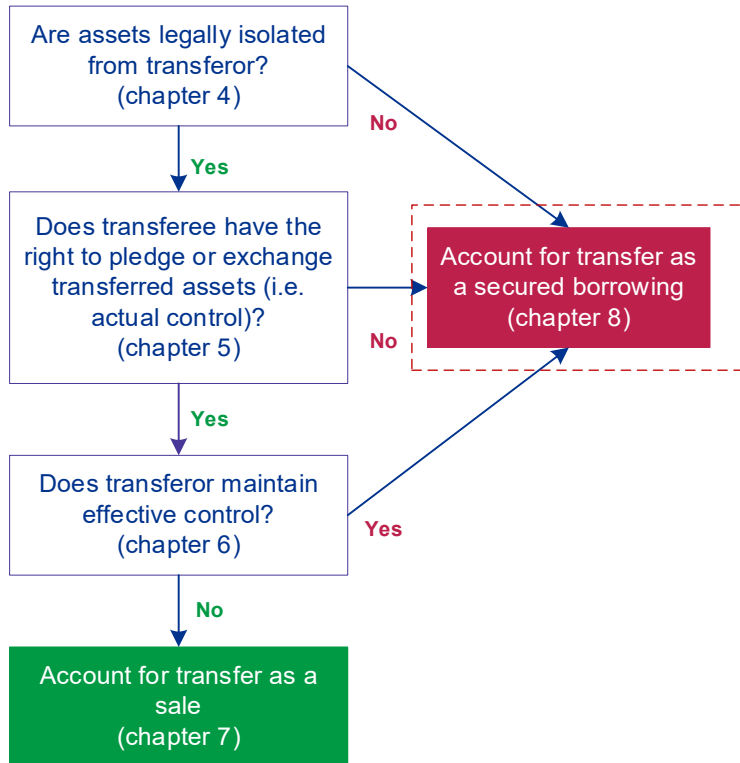 Are assets legally isolated
from transferor?
(chapter 4)
No
Yes
Does transferee have the
right to pledge or exchange
transferred assets (i.e.
actual control)?
(chapter 5)
Account for transfer as
a secured borrowing
(chapter 8)
No
Yes
Does transferor maintain
effective control?
(chapter 6)
Yes
No
Account for transfer as a
sale
(chapter 7)